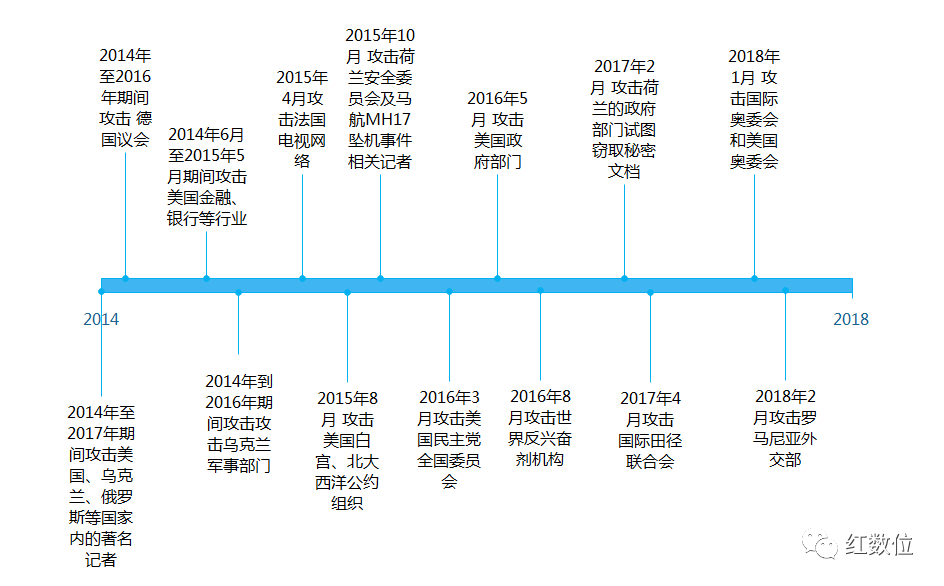 2014年
至2016
年期间
攻击 德
国议会
2014年6月
至2015年5
月期间攻击
美国金融、
银行等行业
2015年
4月攻
击法国
电视网
络
2015年10
月 攻击荷
兰安全委
员会及马
航MH17
坠机事件
相关记者
2016年5
月 攻击
美国政
府部门
2017年2
月 攻击荷
兰的政府
部门试图
窃取秘密
文档
2018年
1月 攻
击国际
奥委会
和美国
奥委会
2014
2018
2014年至
2017年期
间攻击美
国、乌克
兰、俄罗
斯等国家
内的著名
记者
2014年到
2016年期
间攻击攻
击乌克兰
军事部门
2015年8
月 攻击
美国白
宫、北大
西洋公约
组织
2016年3
月攻击美
国民主党
全国委员
会
2016年8
月攻击世
界反兴奋
剂机构
2017年4
月攻击
国际田径
联合会
2018年2
月攻击罗
马尼亚外
交部
红数位